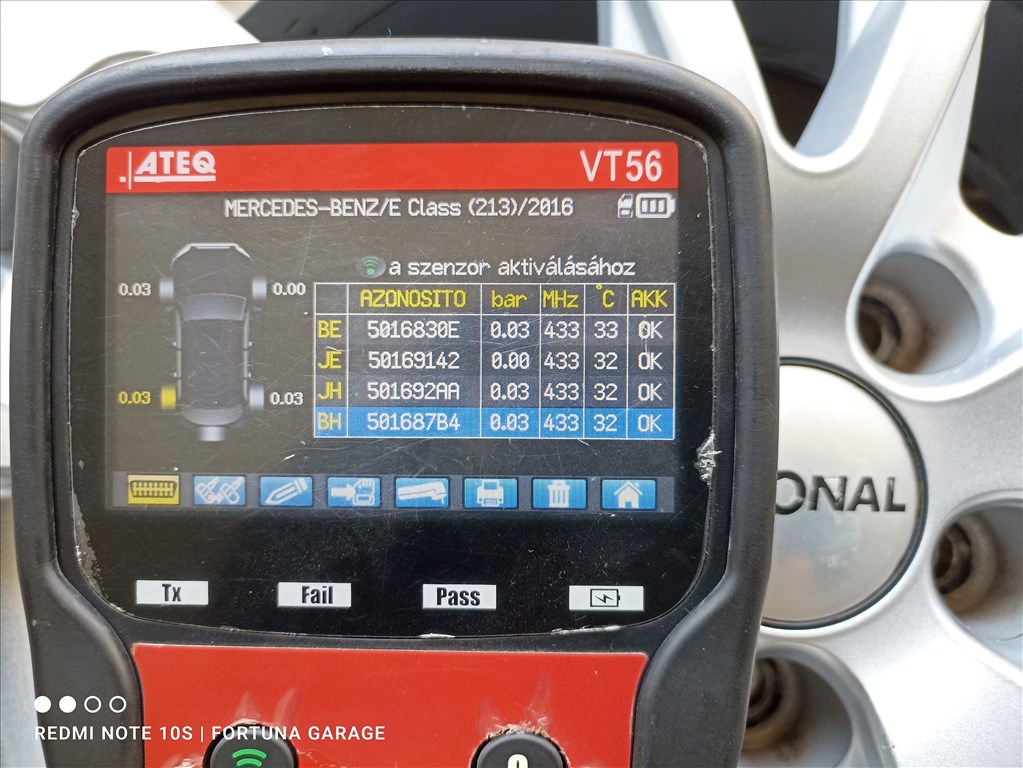 ATEQ VT56
MERCEDES-BENZ/E Class (213)/2016
a szenzor aktiválásához
0.03 0.00
0.03 0.03
AZONOSITO bar MHz °C AKK
BE 5016830E 0.03 433 33 OK
JE 50169142 0.00 433 32 OK
JH 501692AA 0.03 433 32 OK
BH 501687B4 0.03 433 32 OK
Tx Fail Pass
ONAL
REDMI NOTE 10S | FORTUNA GARAGE